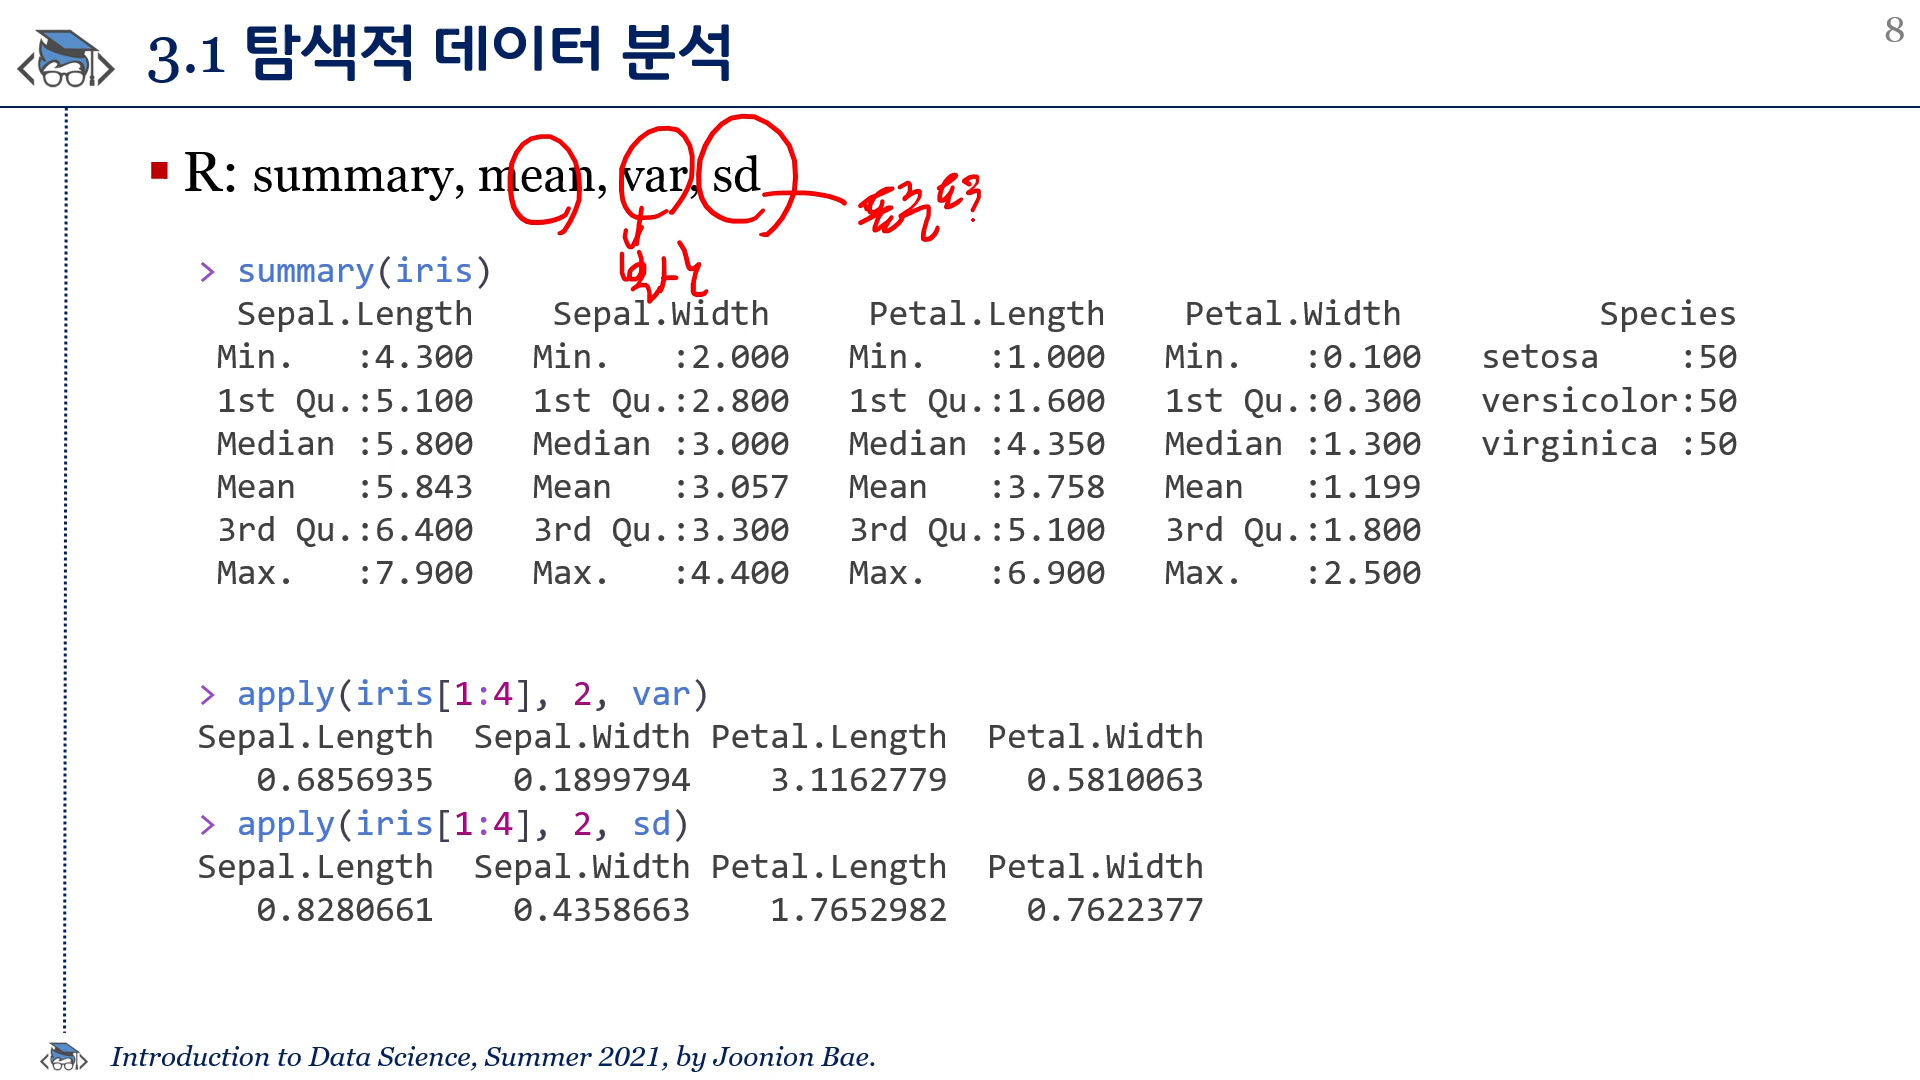 3.1 탐색적 데이터 분석
8
R: summary, mean, var, sd
> summary(iris)
Sepal.Length Sepal.Width Petal.Length Petal.Width Species
Min. :4.300 Min. :2.000 Min. :1.000 Min. :0.100 setosa :50
1st Qu.:5.100 1st Qu.:2.800 1st Qu.:1.600 1st Qu.:0.300 versicolor:50
Median :5.800 Median :3.000 Median :4.350 Median :1.300 virginica :50
Mean :5.843 Mean :3.057 Mean :3.758 Mean :1.199
3rd Qu.:6.400 3rd Qu.:3.300 3rd Qu.:5.100 3rd Qu.:1.800
Max. :7.900 Max. :4.400 Max. :6.900 Max. :2.500
> apply(iris[1:4], 2, var)
Sepal.Length Sepal.Width Petal.Length Petal.Width
0.6856935 0.1899794 3.1162779 0.5810063
> apply(iris[1:4], 2, sd)
Sepal.Length Sepal.Width Petal.Length Petal.Width
0.8280661 0.4358663 1.7652982 0.7622377
Introduction to Data Science, Summer 2021, by Joonion Bae.